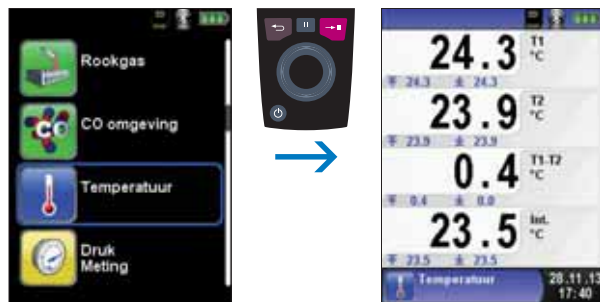 Rookgas
CO
CO omgeving
Temperatuur
Druk
Meting
24.3 T1 °C
24.3 24.3
23.9 T2 °C
23.9 23.9
0.4 T1-T2 °C
0.4 0.0
23.5 Int. °C
23.5 23.5
Temperatuur 28.11.13
17:40